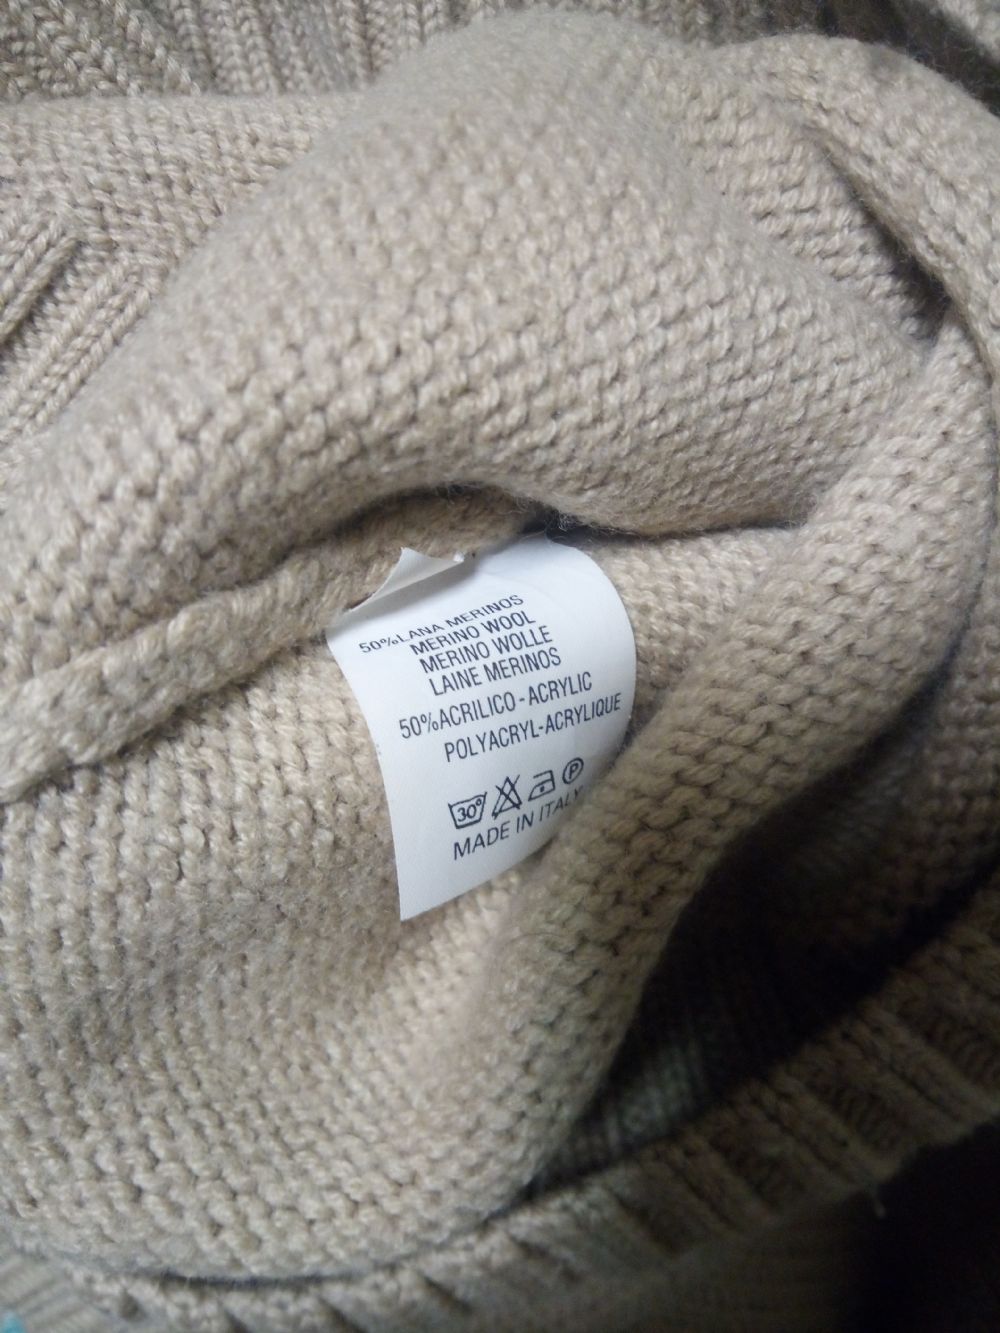 50%LANA MERINOS
MERINO WOOL
MERINO WOLLE
LAINE MERINOS
50%ACRILICO-ACRYLIC
POLYACRYL-ACRYLIQUE
30° P
MADE IN ITALY